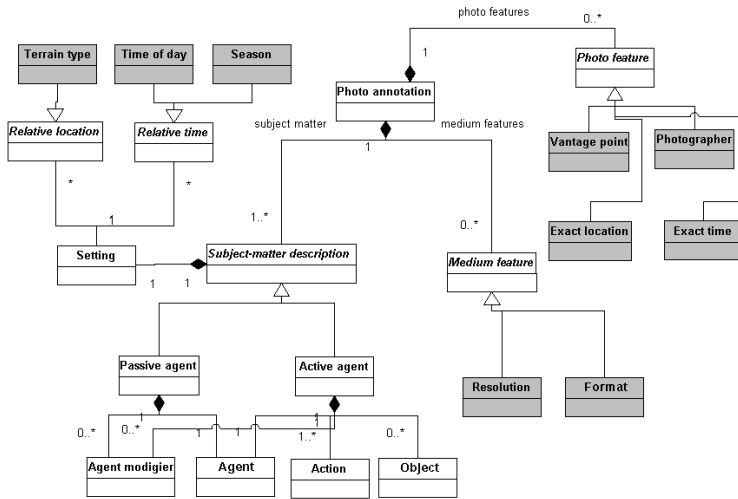 photo features
0..*
1
Terrain type
Time of day
Season
Photo feature
Photo annotation
subject matter
medium features
Relative location
Relative time
Vantage point
Photographer
1
*
*
1
1..*
0..*
Exact location
Exact time
Setting
Subject-matter description
Medium feature
1
1
Passive agent
Active agent
Resolution
Format
1
1
1
0..*
0..*
1
1
1..*
0..*
Agent modigier
Agent
Action
Object